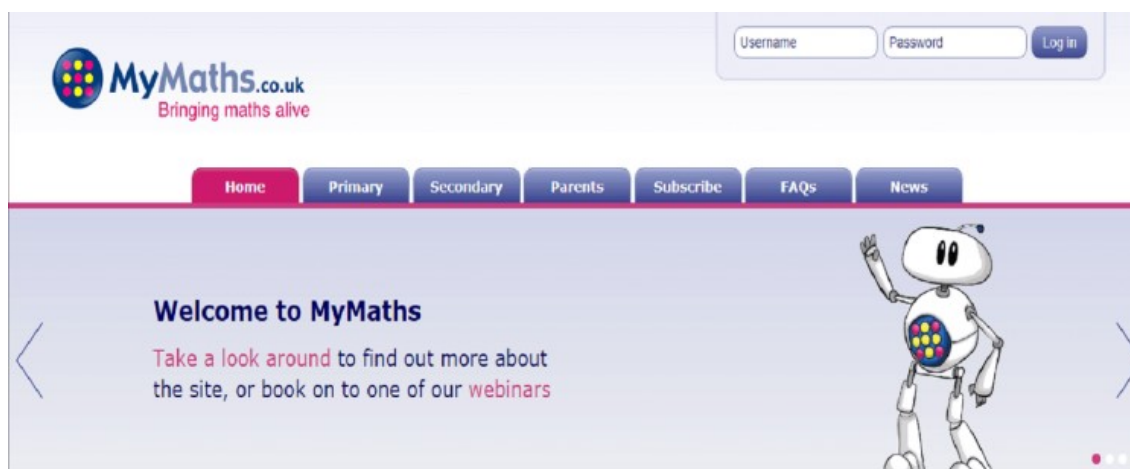 Username Password Log in
MyMaths.co.uk
Bringing maths alive
Home Primary Secondary Parents Subscribe FAQs News
Welcome to MyMaths
Take a look around to find out more about
the site, or book on to one of our webinars